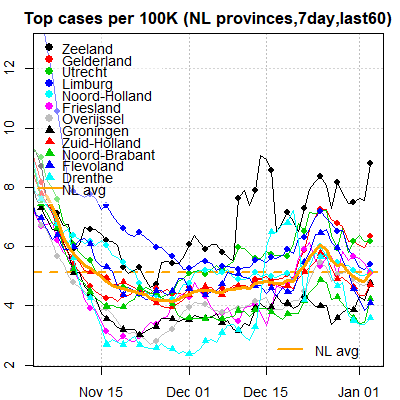 Top cases per 100K (NL provinces,7day,last60)
Zeeland
Gelderland
Utrecht
Limburg
Noord-Holland
Friesland
Overijssel
Groningen
Zuid-Holland
Noord-Brabant
Flevoland
Drenthe
NL avg
12
10
8
6
4
2
NL avg
Nov 15
Dec 01
Dec 15
Jan 01